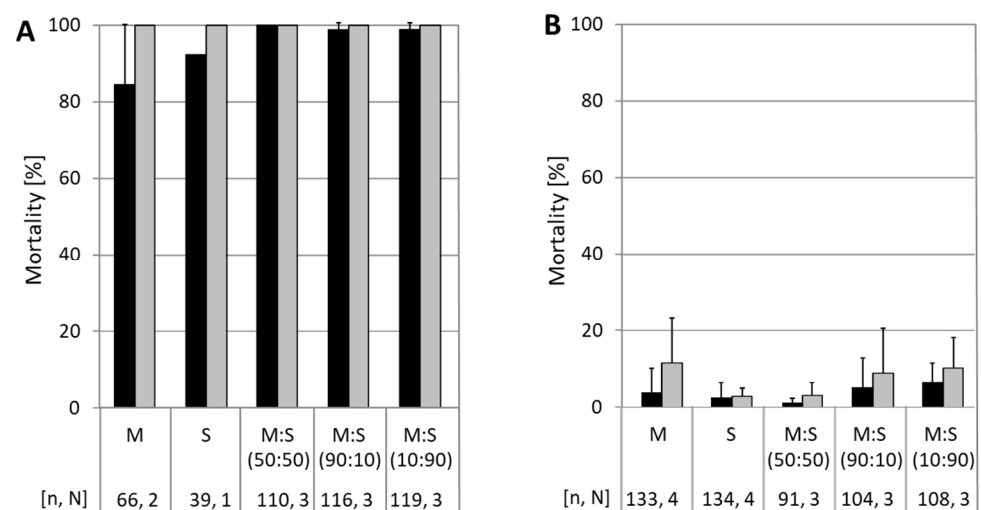 A
Mortality [%]
100
80
60
40
20
0
M S M:S M:S M:S
(50:50) (90:10) (10:90)
[n, N] 66, 2 39, 1 110, 3 116, 3 119, 3
B
Mortality [%]
100
80
60
40
20
0
M S M:S M:S M:S
(50:50) (90:10) (10:90)
[n, N] 133, 4 134, 4 91, 3 104, 3 108, 3